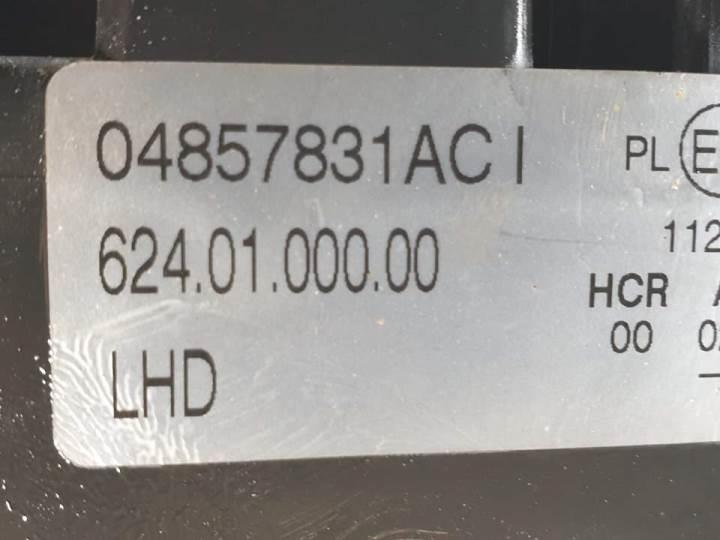 04857831AC I
624.01.000.00
LHD
PL E
112
HCR
00